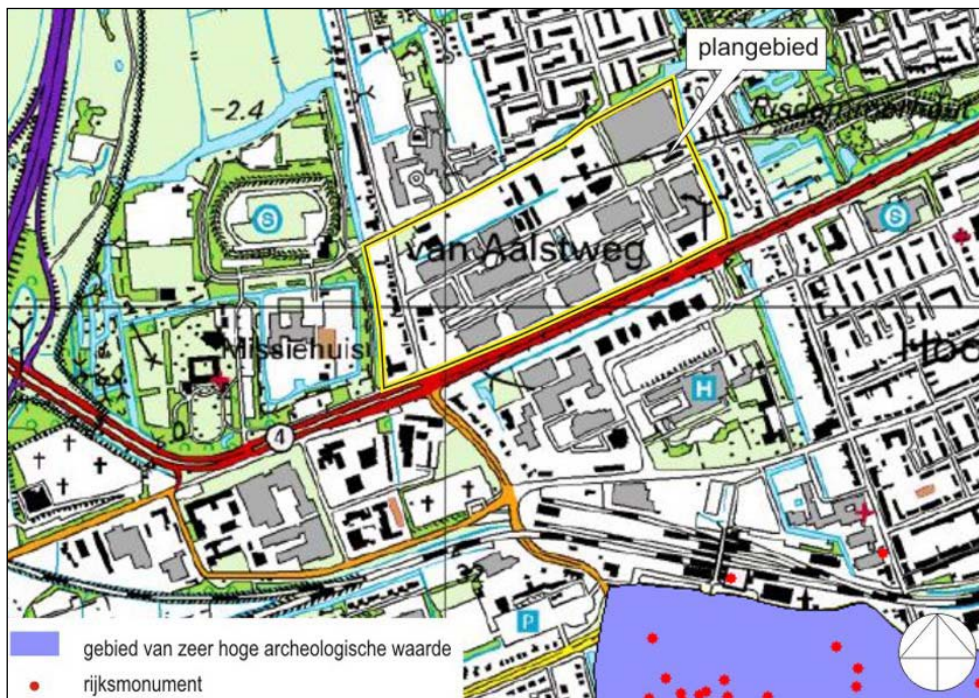 plangebied
-2.4
S
van Aalstweg
S
Missiehuis
H
4
P
gebied van zeer hoge archeologische waarde
rijksmonument